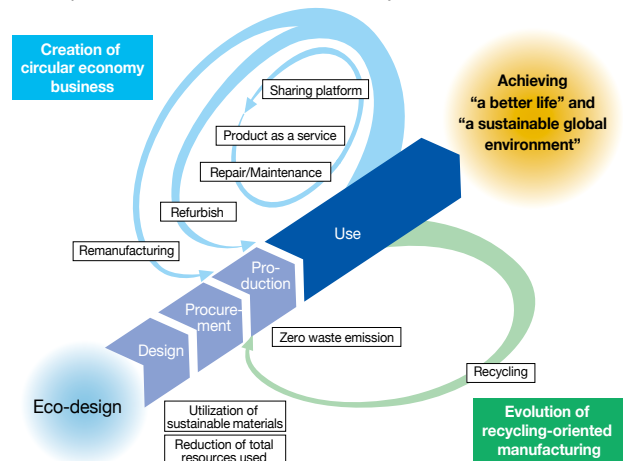 Creation of
circular economy
business
Achieving
“a better life” and
“a sustainable global
environment”
Sharing platform
Product as a service
Repair/Maintenance
Refurbish
Remanufacturing
Use
Pro-
duction
Procure-
ment
Design
Zero waste emission
Recycling
Eco-design
Utilization of
sustainable materials
Reduction of total
resources used
Evolution of
recycling-oriented
manufacturing